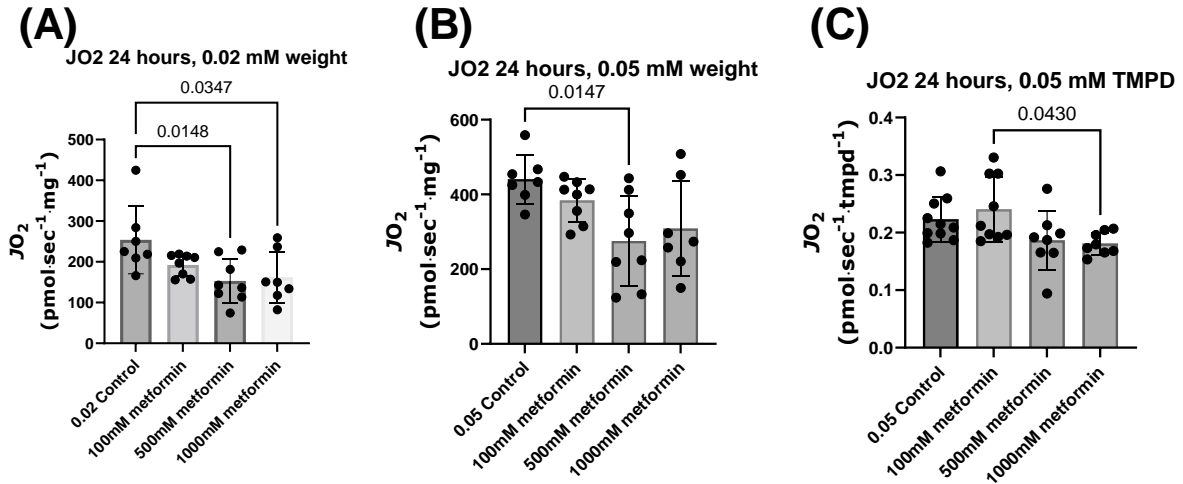 (A)
JO2 24 hours, 0.02 mM weight
0.0347
0.0148
500
400
300
200
100
0
JO₂
(pmol·sec⁻¹·mg⁻¹)
0.02 Control
100mM metformin
500mM metformin
1000mM metformin
(B)
JO2 24 hours, 0.05 mM weight
0.0147
600
400
200
0
JO₂
(pmol·sec⁻¹·mg⁻¹)
0.05 Control
100mM metformin
500mM metformin
1000mM metformin
(C)
JO2 24 hours, 0.05 mM TMPD
0.0430
0.4
0.3
0.2
0.1
0.0
JO₂
(pmol·sec⁻¹·tmpd⁻¹)
0.05 Control
100mM metformin
500mM metformin
1000mM metformin